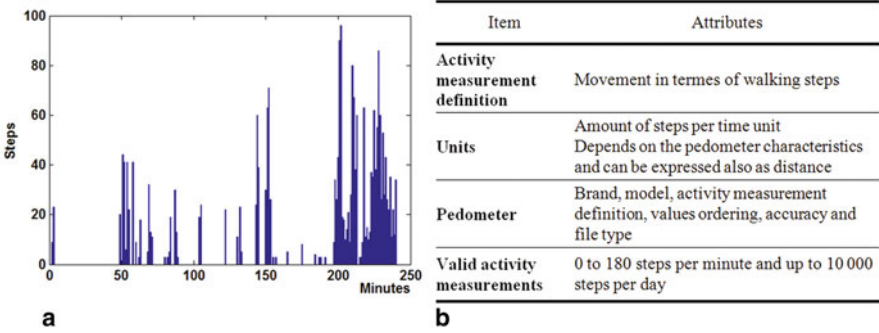 100
80
60
40
20
0
Steps
0 50 100 150 200 250
Minutes
a
Item Attributes
Activity
measurement
definition
Movement in termes of walking steps
Units
Amount of steps per time unit
Depends on the pedometer characteristics
and can be expressed also as distance
Pedometer
Brand, model, activity measurement
definition, values ordering, accuracy and
file type
Valid activity
measurements
0 to 180 steps per minute and up to 10 000
steps per day
b